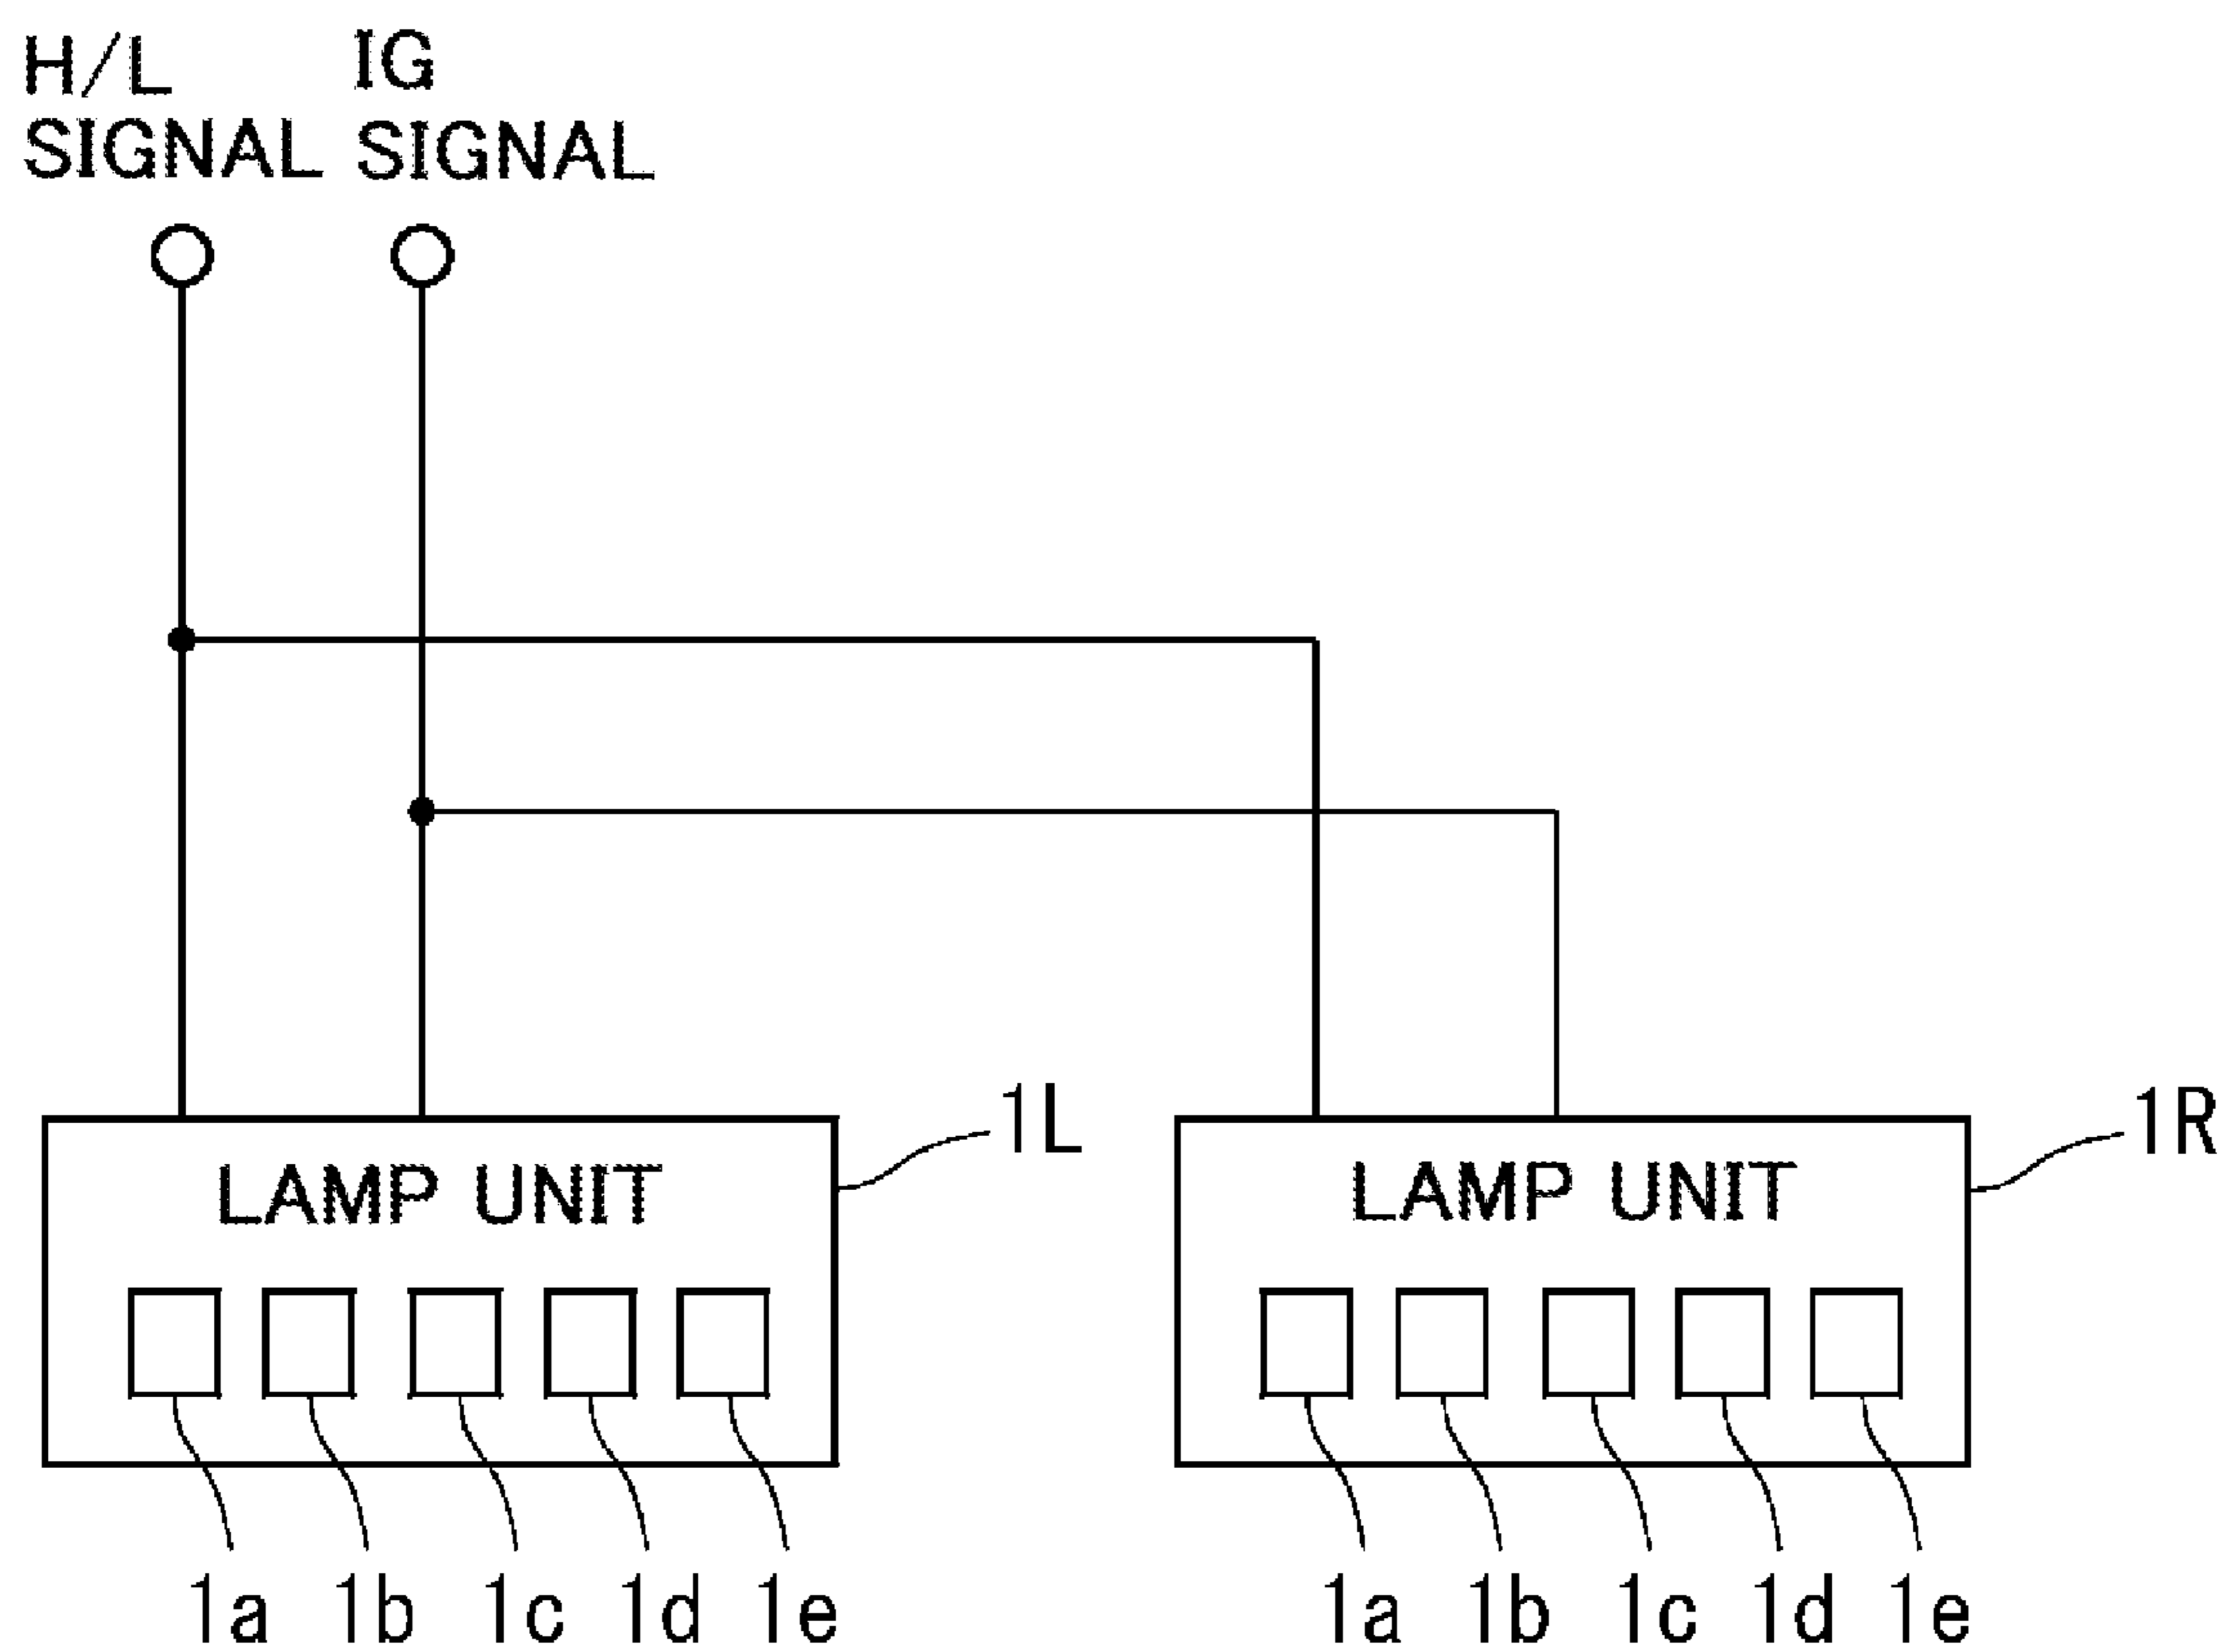 H/L
SIGNAL
IG
SIGNAL
1L
1R
LAMP UNIT
LAMP UNIT
1a 1b 1c 1d 1e
1a 1b 1c 1d 1e